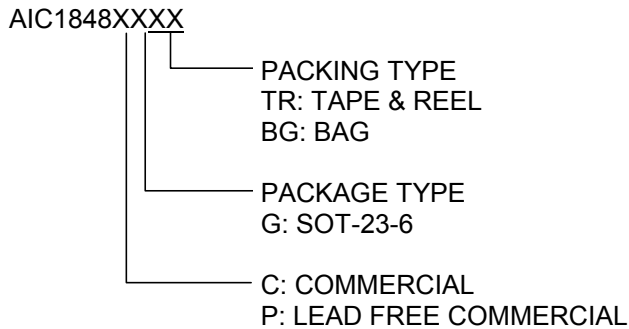 AIC1848XXXX
PACKING TYPE
TR: TAPE & REEL
BG: BAG
PACKAGE TYPE
G: SOT-23-6
C: COMMERCIAL
P: LEAD FREE COMMERCIAL